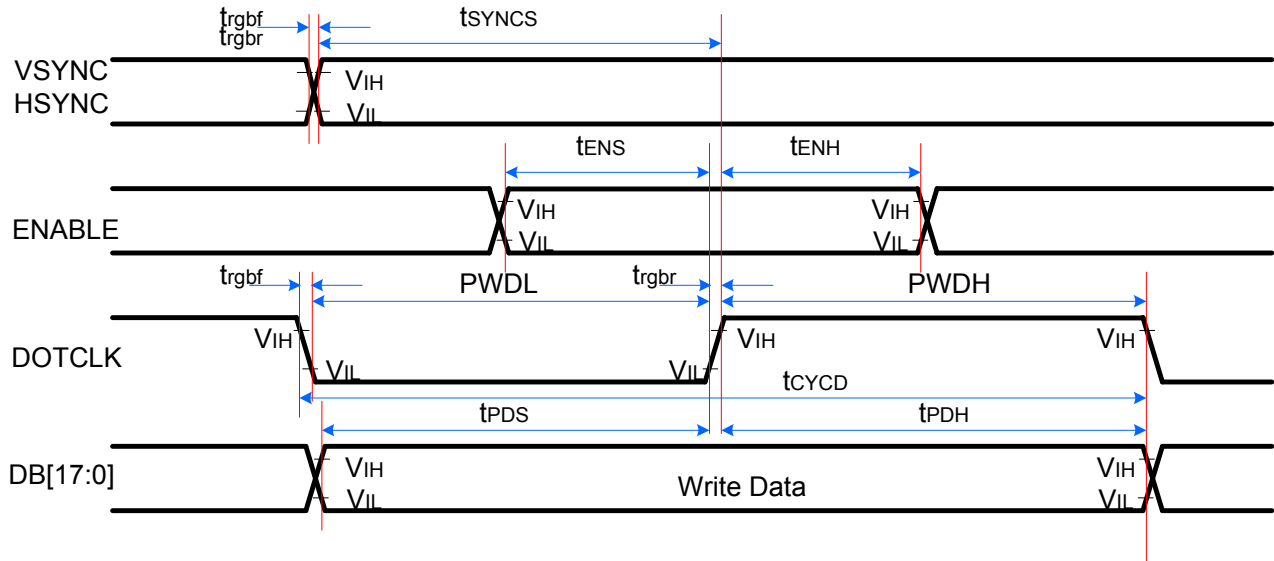 trgbf
trgbr
tSYNCS
VSYNC
HSYNC
VIH
VIL
tENS
tENH
ENABLE
VIH
VIL
VIH
VIL
trgbf
PWDL
trgbr
PWDH
DOTCLK
VIH
VIL
VIL
VIH
VIH
tCYCD
tPDS
tPDH
DB[17:0]
VIH
VIL
Write Data
VIH
VIL